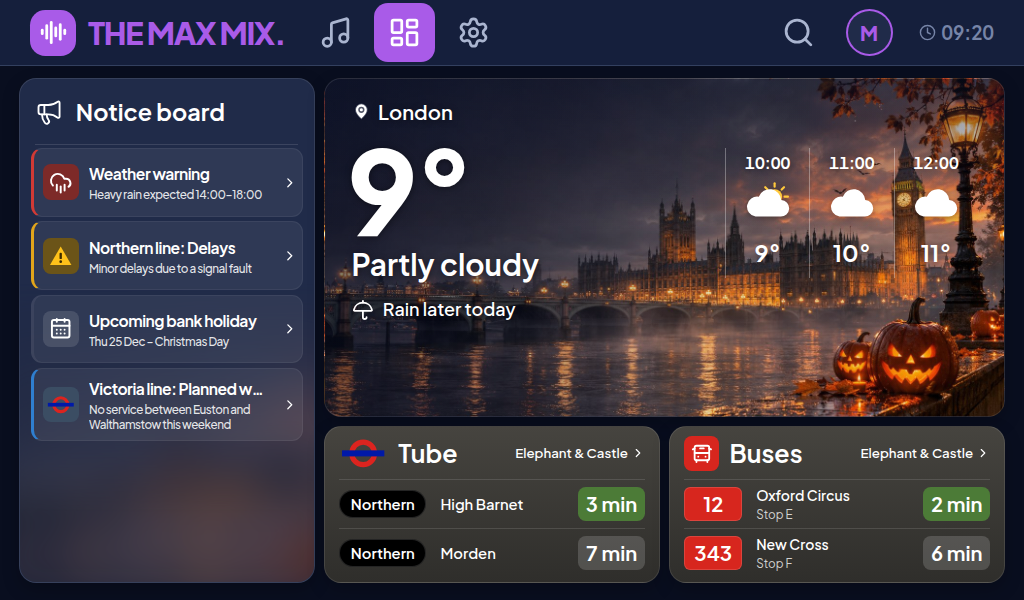 THE MAX MIX.
M
09:20
Notice board
Weather warning
Heavy rain expected 14:00–18:00
Northern line: Delays
Minor delays due to a signal fault
Upcoming bank holiday
Thu 25 Dec – Christmas Day
Victoria line: Planned w...
No service between Euston and
Walthamstow this weekend
London
9°
Partly cloudy
Rain later today
10:00 11:00 12:00
9° 10° 11°
Tube
Elephant & Castle
Northern High Barnet 3 min
Northern Morden 7 min
Buses
Elephant & Castle
12 Oxford Circus 2 min
Stop E
343 New Cross 6 min
Stop F